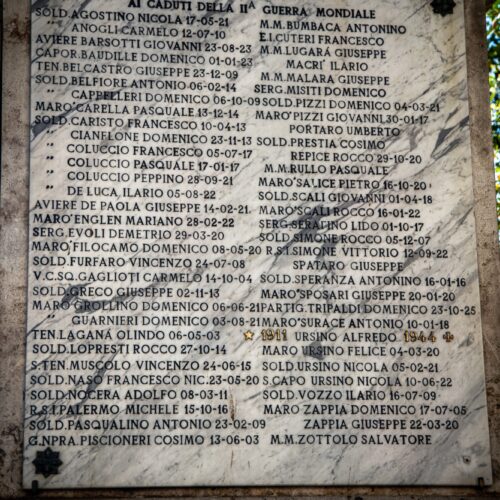 AI CADUTI DELLA IIA GUERRA MONDIALE
SOLD. AGOSTINO NICOLA 17-05-21
" ANOGLI CARMELO 12-07-10
AVIERE BARSOTTI GIOVANNI 23-08-23
CAPOR. BAUDILLE DOMENICO 01-01-23
TEN. BELCASTRO GIUSEPPE 23-12-09
SOLD. BELFIORE ANTONIO 06-02-14
" CAPPELLERI DOMENICO 06-10-09
MARO' CARELLA PASQUALE 13-12-14
SOLD. CARISTO FRANCESCO 10-04-13
" CIANFLONE DOMENICO 23-11-13
" COLUCCIO FRANCESCO 05-07-17
" COLUCCIO PASQUALE 17-01-17
" COLUCCIO PEPPINO 28-09-21
" DE LUCA ILARIO 05-08-22
AVIERE DE PAOLA GIUSEPPE 14-02-21
MARO' ENGLEN MARIANO 28-02-22
SERG. EVOLI DEMETRIO 29-03-20
MARO' FILOCAMO DOMENICO 08-05-20
SOLD. FURFARO VINCENZO 24-07-08
V.C.SQ. GAGLIOTI CARMELO 14-10-04
SOLD. GRECO GIUSEPPE 02-11-13
MARO' GROLLINO DOMENICO 06-06-21
" GUARNIERI DOMENICO 03-08-21
TEN. LAGANÁ OLINDO 06-05-03
SOLD. LOPRESTI ROCCO 27-10-14
S.TEN. MUSCOLO VINCENZO 24-06-15
SOLD. NASO FRANCESCO NIC. 23-05-20
SOLD. NOCERA ADOLFO 08-03-11
R.S.I. PALERMO MICHELE 15-10-16
SOLD. PASQUALINO ANTONIO 23-02-09
G.NPRA. PISCIONERI COSIMO 13-06-03
M.M. BUMBACA ANTONINO
E.I. CUTERI FRANCESCO
M.M. LUGARÁ GIUSEPPE
MACRI' ILARIO
M.M. MALARA GIUSEPPE
SERG. MISITI DOMENICO
SOLD. PIZZI DOMENICO 04-03-21
MARO' PIZZI GIOVANNI 30-01-17
PORTARO UMBERTO
SOLD. PRESTIA COSIMO
REPICE ROCCO 29-10-20
M.M. RULLO PASQUALE
MARO' SALICE PIETRO 16-10-20
SOLD. SCALI GIOVANNI 01-04-18
MARO' SCALI ROCCO 16-01-22
SERG. SERAFINO LIDO 01-10-17
SOLD. SIMONE ROCCO 05-12-07
R.S.I. SIMONE VITTORIO 12-09-22
SPATARO GIUSEPPE
SOLD. SPERANZA ANTONINO 16-01-16
MARO' SPOSARI GIUSEPPE 20-01-20
PARTIG. TRIPALDI DOMENICO 23-10-25
MARO' SURACE ANTONIO 10-01-18
1911 URSINO ALFREDO 1944
MARO URSINO FELICE 04-03-20
SOLD. URSINO NICOLA 05-02-21
S. CAPO URSINO NICOLA 10-06-22
SOLD. VOZZO ILARIO 16-07-09
MARO ZAPPIA DOMENICO 17-07-05
ZAPPIA GIUSEPPE 22-03-20
M.M. ZOTTOLO SALVATORE